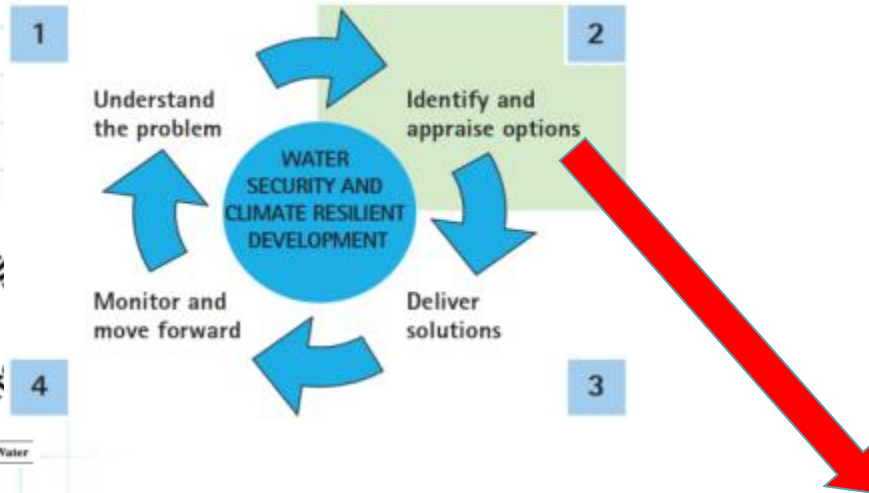 1
2
Understand
the problem
Identify and
appraise options
WATER
SECURITY AND
CLIMATE RESILIENT
DEVELOPMENT
Monitor and
move forward
Deliver
solutions
4
3
Water